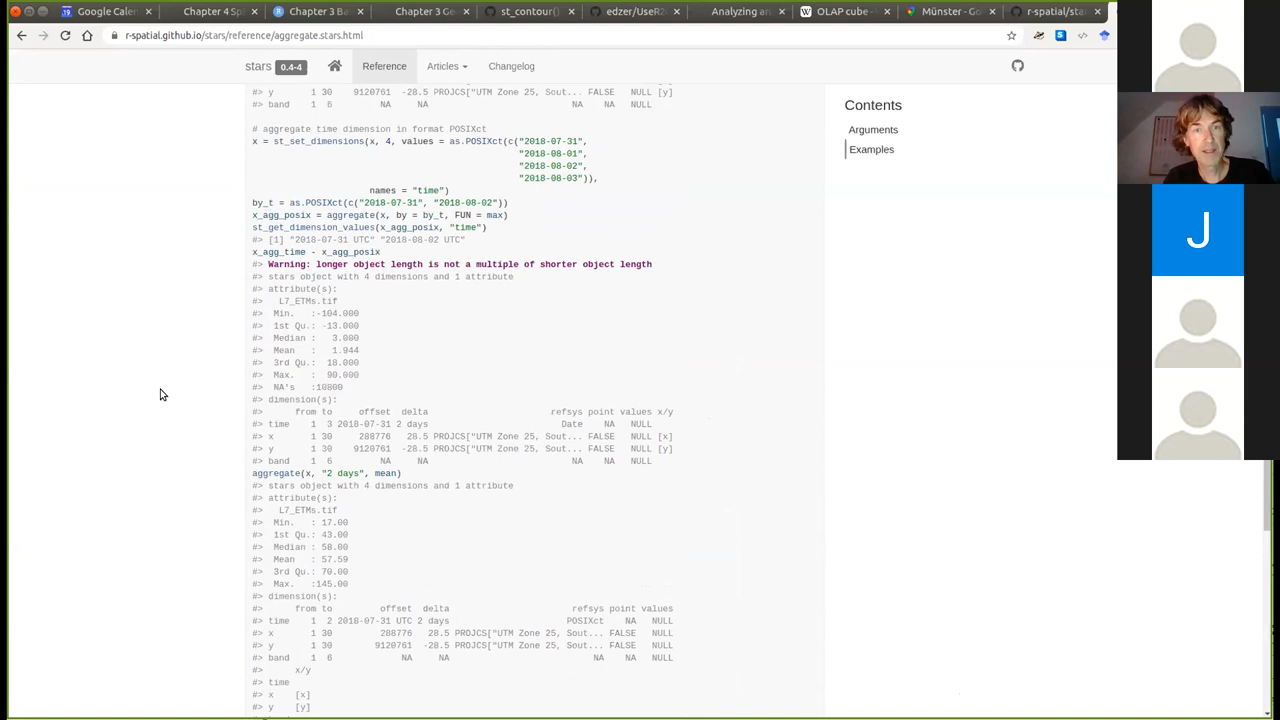 Google Calen
Chapter 4 Sp
Chapter 3 Ba
Chapter 3 Ge
st_contour()
edzer/UseR2
Analyzing an
OLAP cube -
Münster - Go
r-spatial/sta
r-spatial.github.io/stars/reference/aggregate.stars.html
stars 0.4-4 Reference Articles Changelog
#>   y       1 30    9120761  -28.5 PROJCS["UTM Zone 25, Sout... FALSE   NULL [y]
#>   band    1  6         NA     NA                           NA    NA   NULL
# aggregate time dimension in format POSIXct
x = st_set_dimensions(x, 4, values = as.POSIXct(c("2018-07-31",
"2018-08-01",
"2018-08-02",
"2018-08-03")),
names = "time")
by_t = as.POSIXct(c("2018-07-31", "2018-08-02"))
x_agg_posix = aggregate(x, by = by_t, FUN = max)
st_get_dimension_values(x_agg_posix, "time")
#> [1] "2018-07-31 UTC" "2018-08-02 UTC"
x_agg_time - x_agg_posix
#> Warning: longer object length is not a multiple of shorter object length
#> stars object with 4 dimensions and 1 attribute
#> attribute(s):
#>   L7_ETMs.tif
#>  Min.   :-104.000
#>  1st Qu.: -13.000
#>  Median :   3.000
#>  Mean   :   1.944
#>  3rd Qu.:  18.000
#>  Max.   :  90.000
#>  NA's   :10800
#> dimension(s):
#>      from to     offset  delta                       refsys point values x/y
#> time    1  3 2018-07-31 2 days                         Date    NA   NULL
#> x       1 30     288776   28.5 PROJCS["UTM Zone 25, Sout... FALSE   NULL [x]
#> y       1 30    9120761  -28.5 PROJCS["UTM Zone 25, Sout... FALSE   NULL [y]
#> band    1  6         NA     NA                           NA    NA   NULL
aggregate(x, "2 days", mean)
#> stars object with 4 dimensions and 1 attribute
#> attribute(s):
#>   L7_ETMs.tif
#>  Min.   : 17.00
#>  1st Qu.: 43.00
#>  Median : 58.00
#>  Mean   : 57.59
#>  3rd Qu.: 70.00
#>  Max.   :145.00
#> dimension(s):
#>      from to         offset  delta                       refsys point values
#> time    1  2 2018-07-31 UTC 2 days                      POSIXct    NA   NULL
#> x       1 30         288776   28.5 PROJCS["UTM Zone 25, Sout... FALSE   NULL
#> y       1 30        9120761  -28.5 PROJCS["UTM Zone 25, Sout... FALSE   NULL
#> band    1  6             NA     NA                           NA    NA   NULL
#>      x/y
#> time
#> x    [x]
#> y    [y]
Contents
Arguments
Examples
J